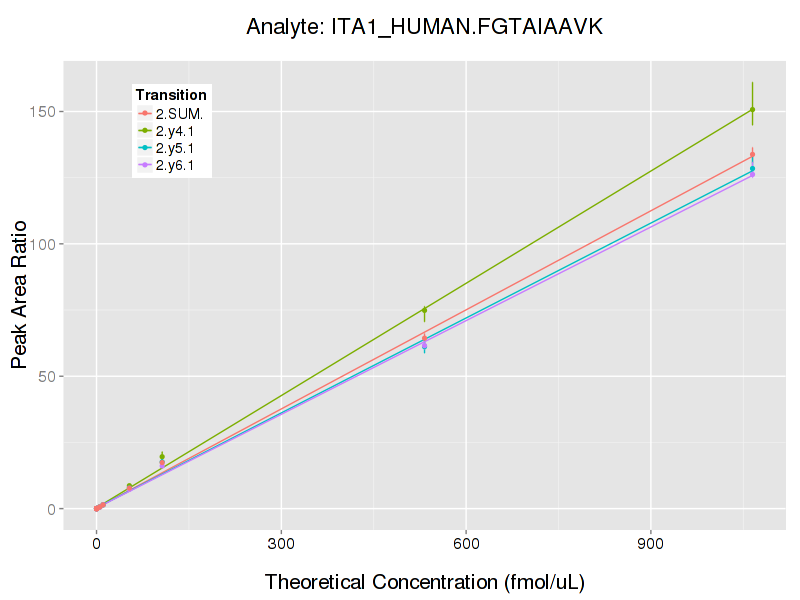 Analyte: ITA1_HUMAN.FGTAIAAVK
Transition
2.SUM.
2.y4.1
2.y5.1
2.y6.1
150
100
50
0
Peak Area Ratio
0 300 600 900
Theoretical Concentration (fmol/uL)